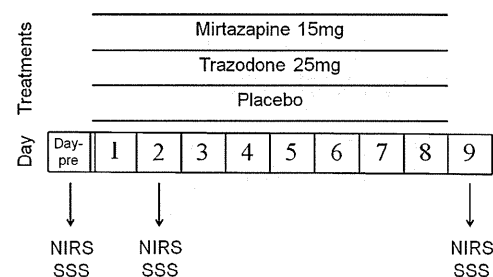 Treatments
Mirtazapine 15mg
Trazodone 25mg
Placebo
Day
Day-
pre
1 2 3 4 5 6 7 8 9
NIRS NIRS NIRS
SSS SSS SSS